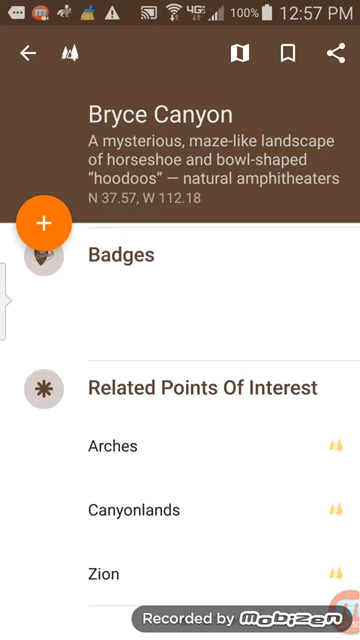 4G 100% 12:57 PM
Bryce Canyon
A mysterious, maze-like landscape
of horseshoe and bowl-shaped
“hoodoos” — natural amphitheaters
N 37.57, W 112.18
Badges
Related Points Of Interest
Arches
Canyonlands
Zion
Recorded by Mobizen